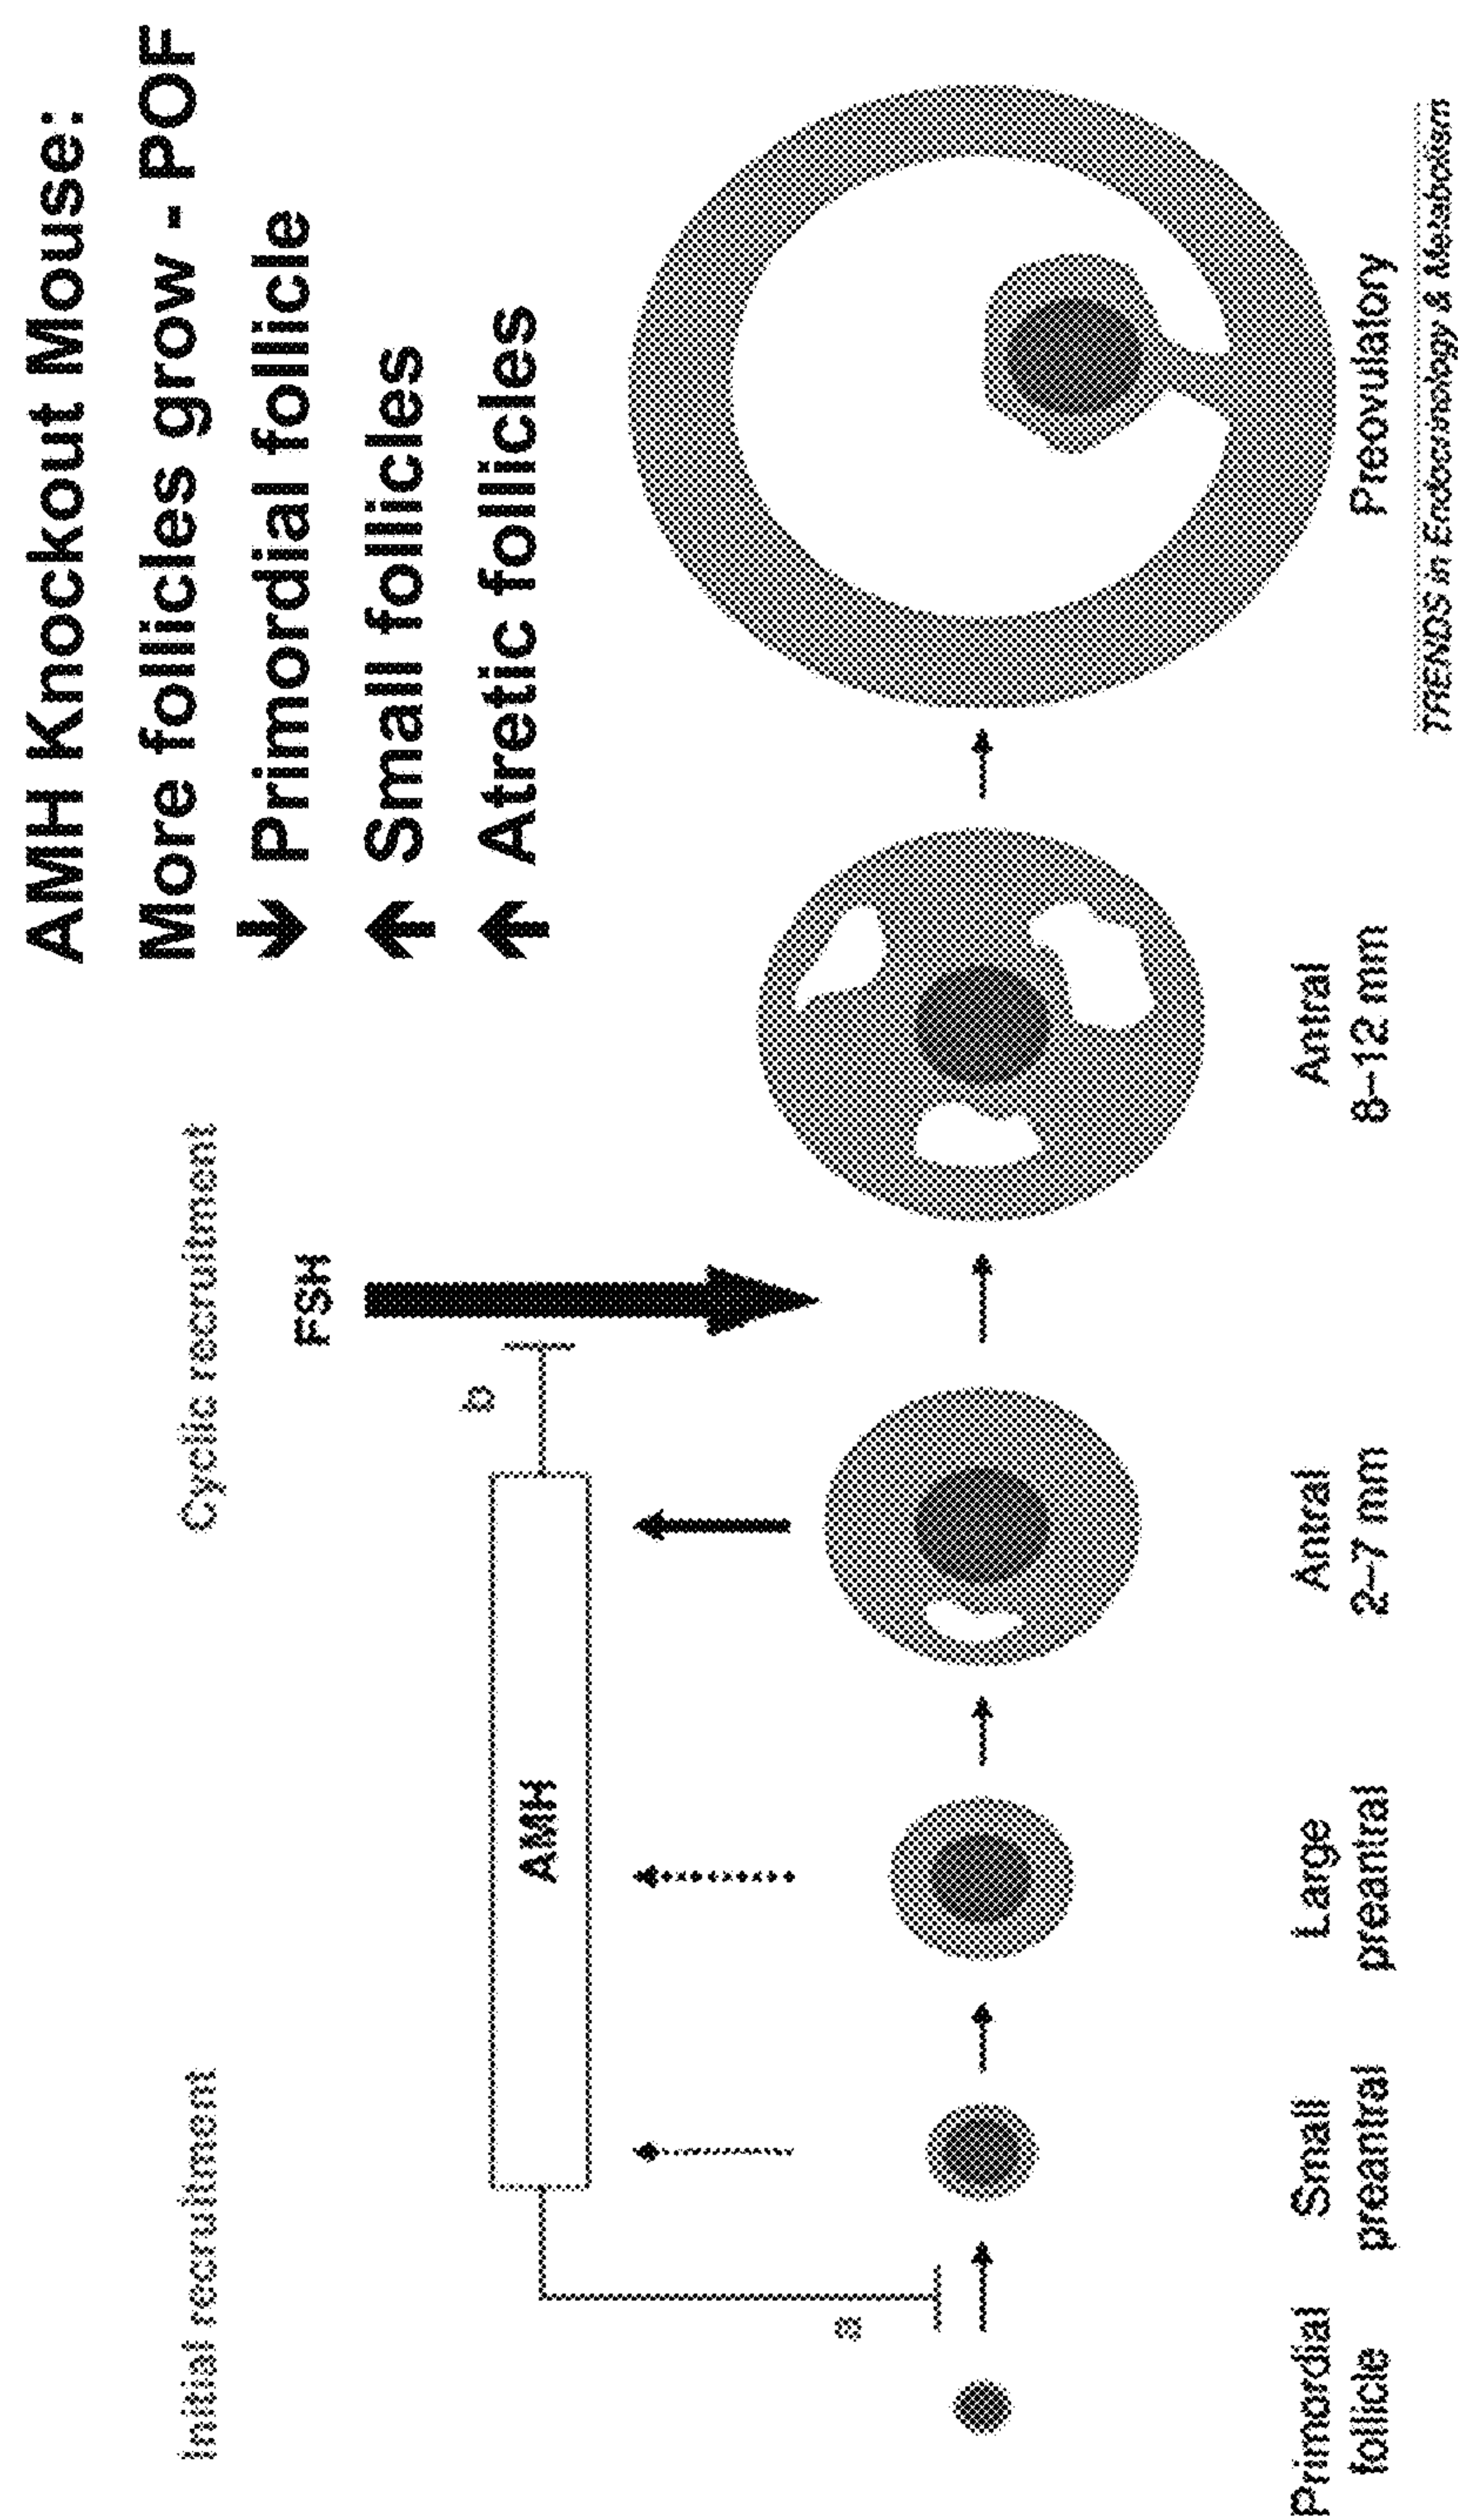 AMH Knockout Mouse:
More follicles grow - POF
↓ Primordial follicle
↑ Small follicles
↑ Atretic follicles
Initial recruitment
Cyclic recruitment
FSH
b
AMH
a
Primordial
follicle
Small
preantral
Large
preantral
Antral
2–7 mm
Antral
8–12 mm
Preovulatory
TRENDS in Endocrinology & Metabolism